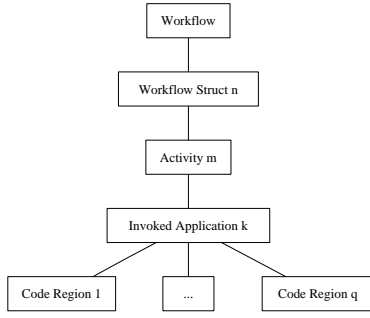 Workflow
Workflow Struct n
Activity m
Invoked Application k
Code Region 1
...
Code Region q